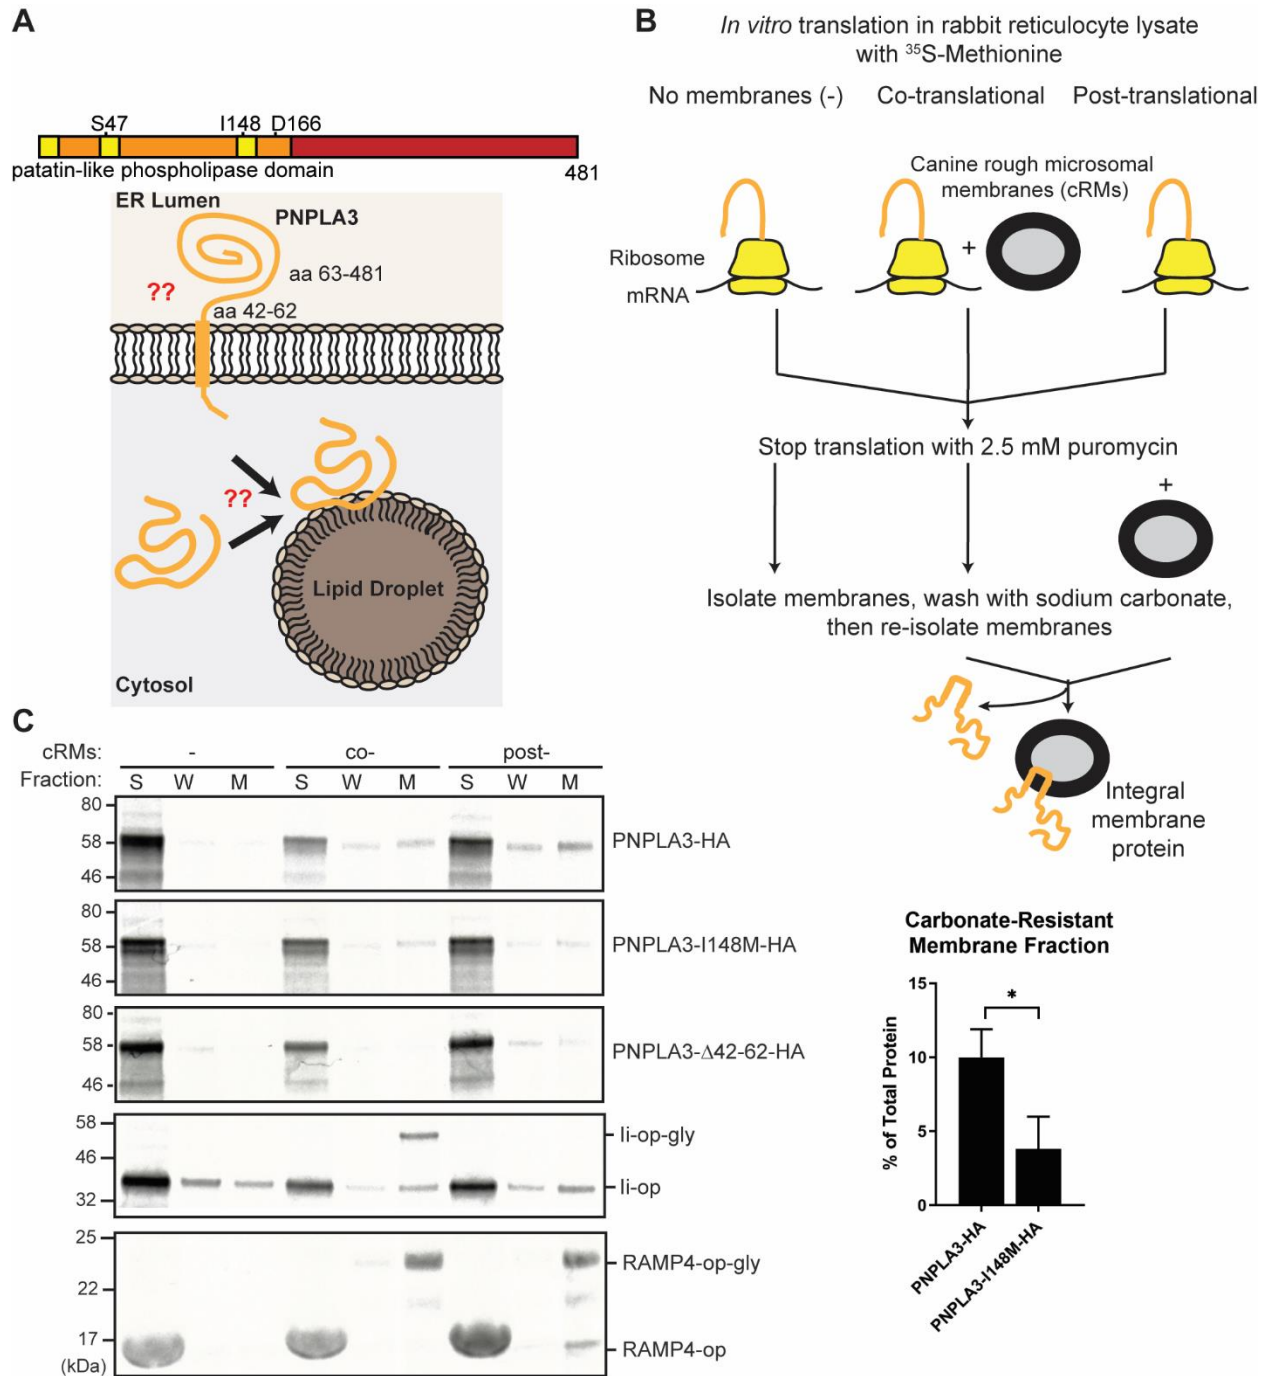 A
S47 I148 D166
patatin-like phospholipase domain
481
ER Lumen
PNPLA3
aa 63-481
??
aa 42-62
??
Lipid Droplet
Cytosol
B
In vitro translation in rabbit reticulocyte lysate
with 35S-Methionine
No membranes (-) Co-translational Post-translational
Canine rough microsomal
membranes (cRMs)
+
Ribosome
mRNA
Stop translation with 2.5 mM puromycin
+
Isolate membranes, wash with sodium carbonate,
then re-isolate membranes
Integral
membrane
protein
C
cRMs: - co- post-
Fraction: S W M S W M S W M
80
58
46
PNPLA3-HA
80
58
46
PNPLA3-I148M-HA
80
58
46
PNPLA3-Δ42-62-HA
58
46
32
Ii-op-gly
Ii-op
25
22
17
(kDa)
RAMP4-op-gly
RAMP4-op
Carbonate-Resistant
Membrane Fraction
% of Total Protein
15
10
5
0
*
PNPLA3-HA
PNPLA3-I148M-HA